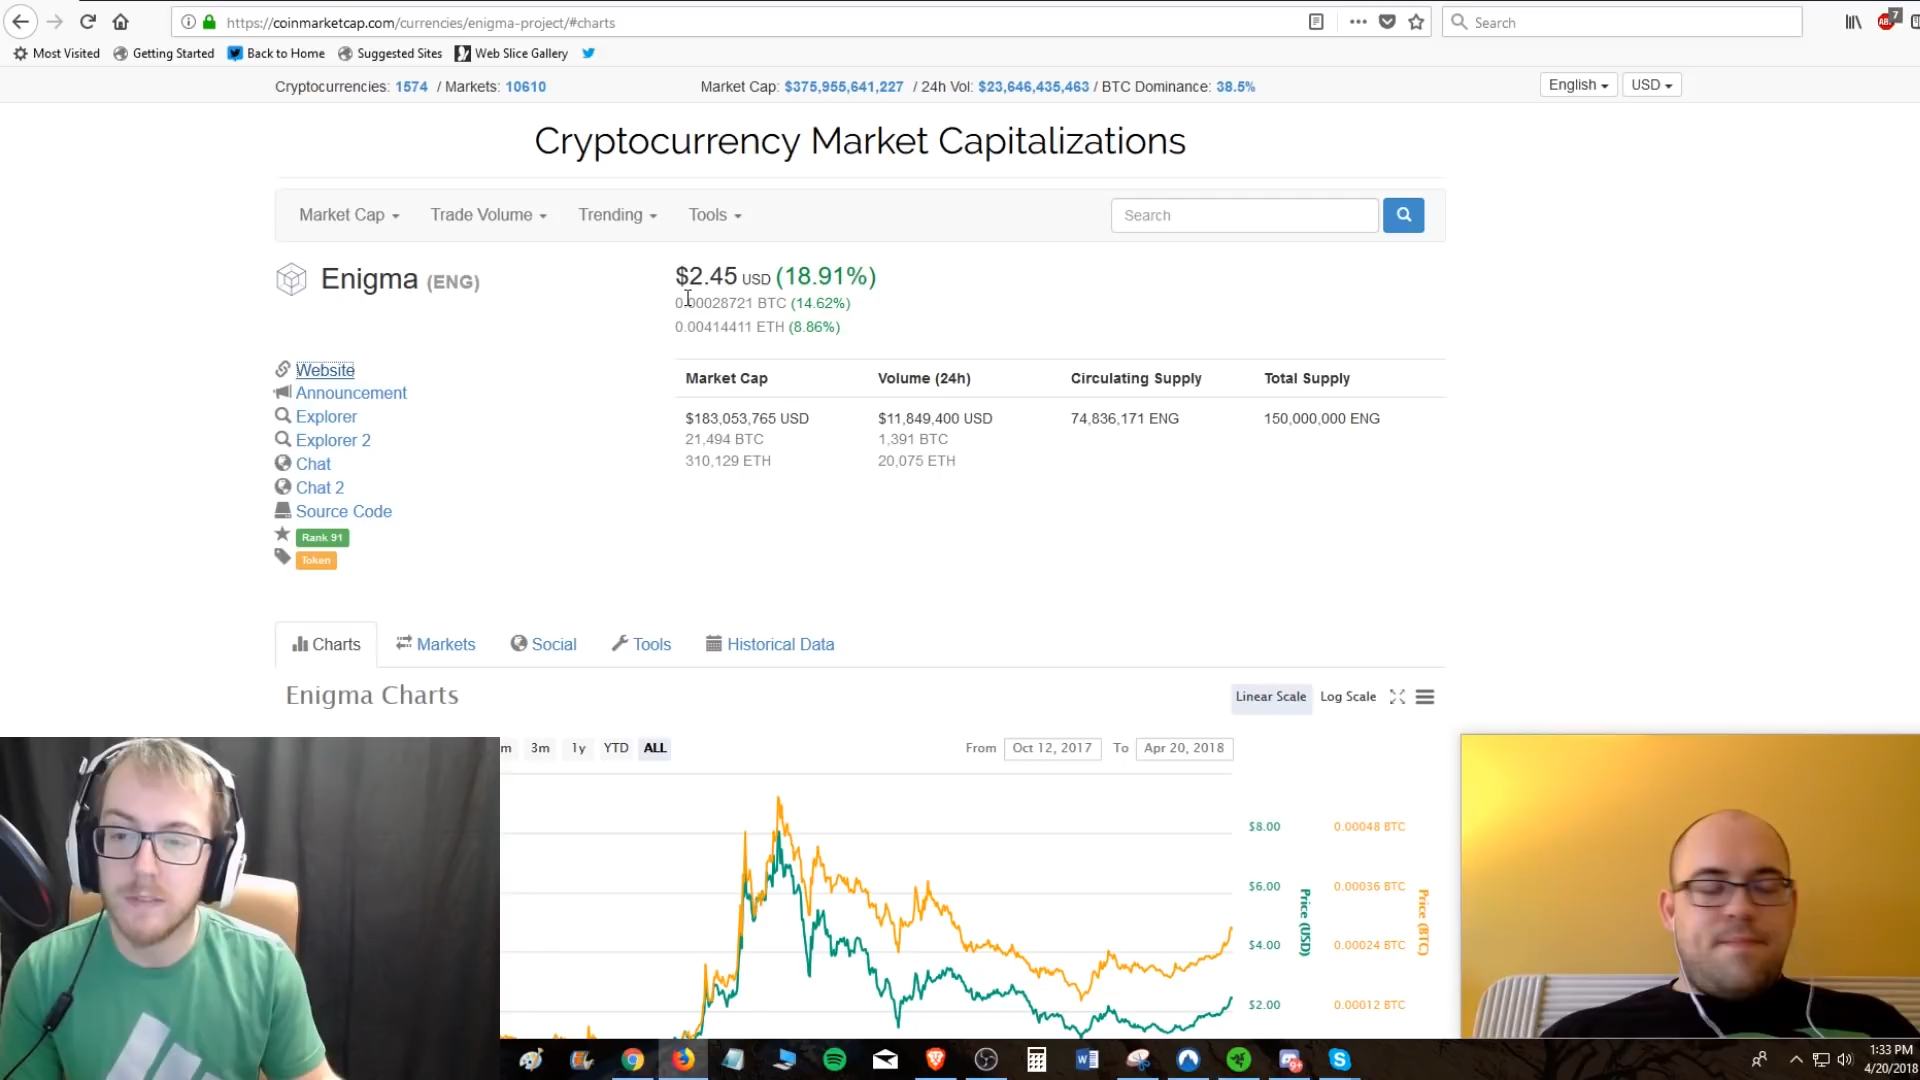 https://coinmarketcap.com/currencies/enigma-project/#charts
Search
7
Most Visited
Getting Started
Back to Home
Suggested Sites
Web Slice Gallery
Cryptocurrencies: 1574 / Markets: 10610
Market Cap: $375,955,641,227 / 24h Vol: $23,646,435,463 / BTC Dominance: 38.5%
English
USD
Cryptocurrency Market Capitalizations
Market Cap
Trade Volume
Trending
Tools
Search
Enigma (ENG)
$2.45 USD (18.91%)
0.00028721 BTC (14.62%)
0.00414411 ETH (8.86%)
Website
Announcement
Explorer
Explorer 2
Chat
Chat 2
Source Code
Rank 91
Token
Market Cap Volume (24h) Circulating Supply Total Supply
$183,053,765 USD $11,849,400 USD 74,836,171 ENG 150,000,000 ENG
21,494 BTC 1,391 BTC
310,129 ETH 20,075 ETH
Charts
Markets
Social
Tools
Historical Data
Enigma Charts
Linear Scale
Log Scale
m 3m 1y YTD ALL
From Oct 12, 2017 To Apr 20, 2018
$8.00 0.00048 BTC
$6.00 0.00036 BTC
$4.00 0.00024 BTC
$2.00 0.00012 BTC
Price (USD)
Price (BTC)
1:33 PM
4/20/2018